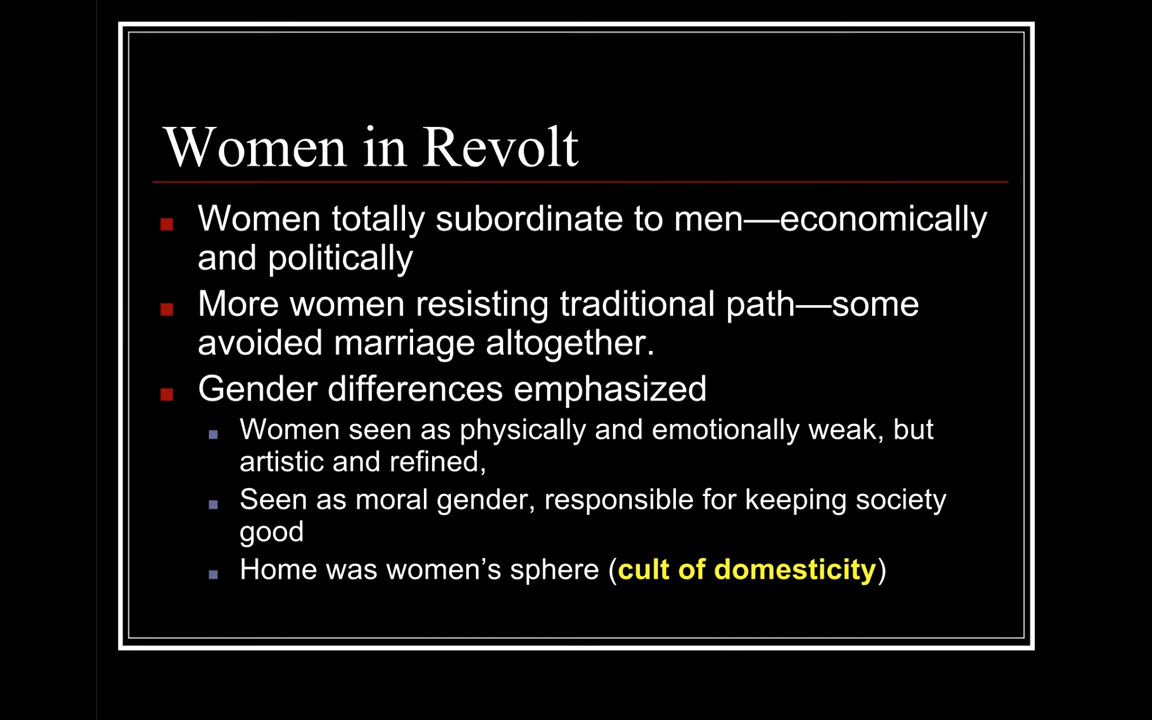 Women in Revolt
Women totally subordinate to men—economically
and politically
More women resisting traditional path—some
avoided marriage altogether.
Gender differences emphasized
Women seen as physically and emotionally weak, but
artistic and refined,
Seen as moral gender, responsible for keeping society
good
Home was women’s sphere (cult of domesticity)